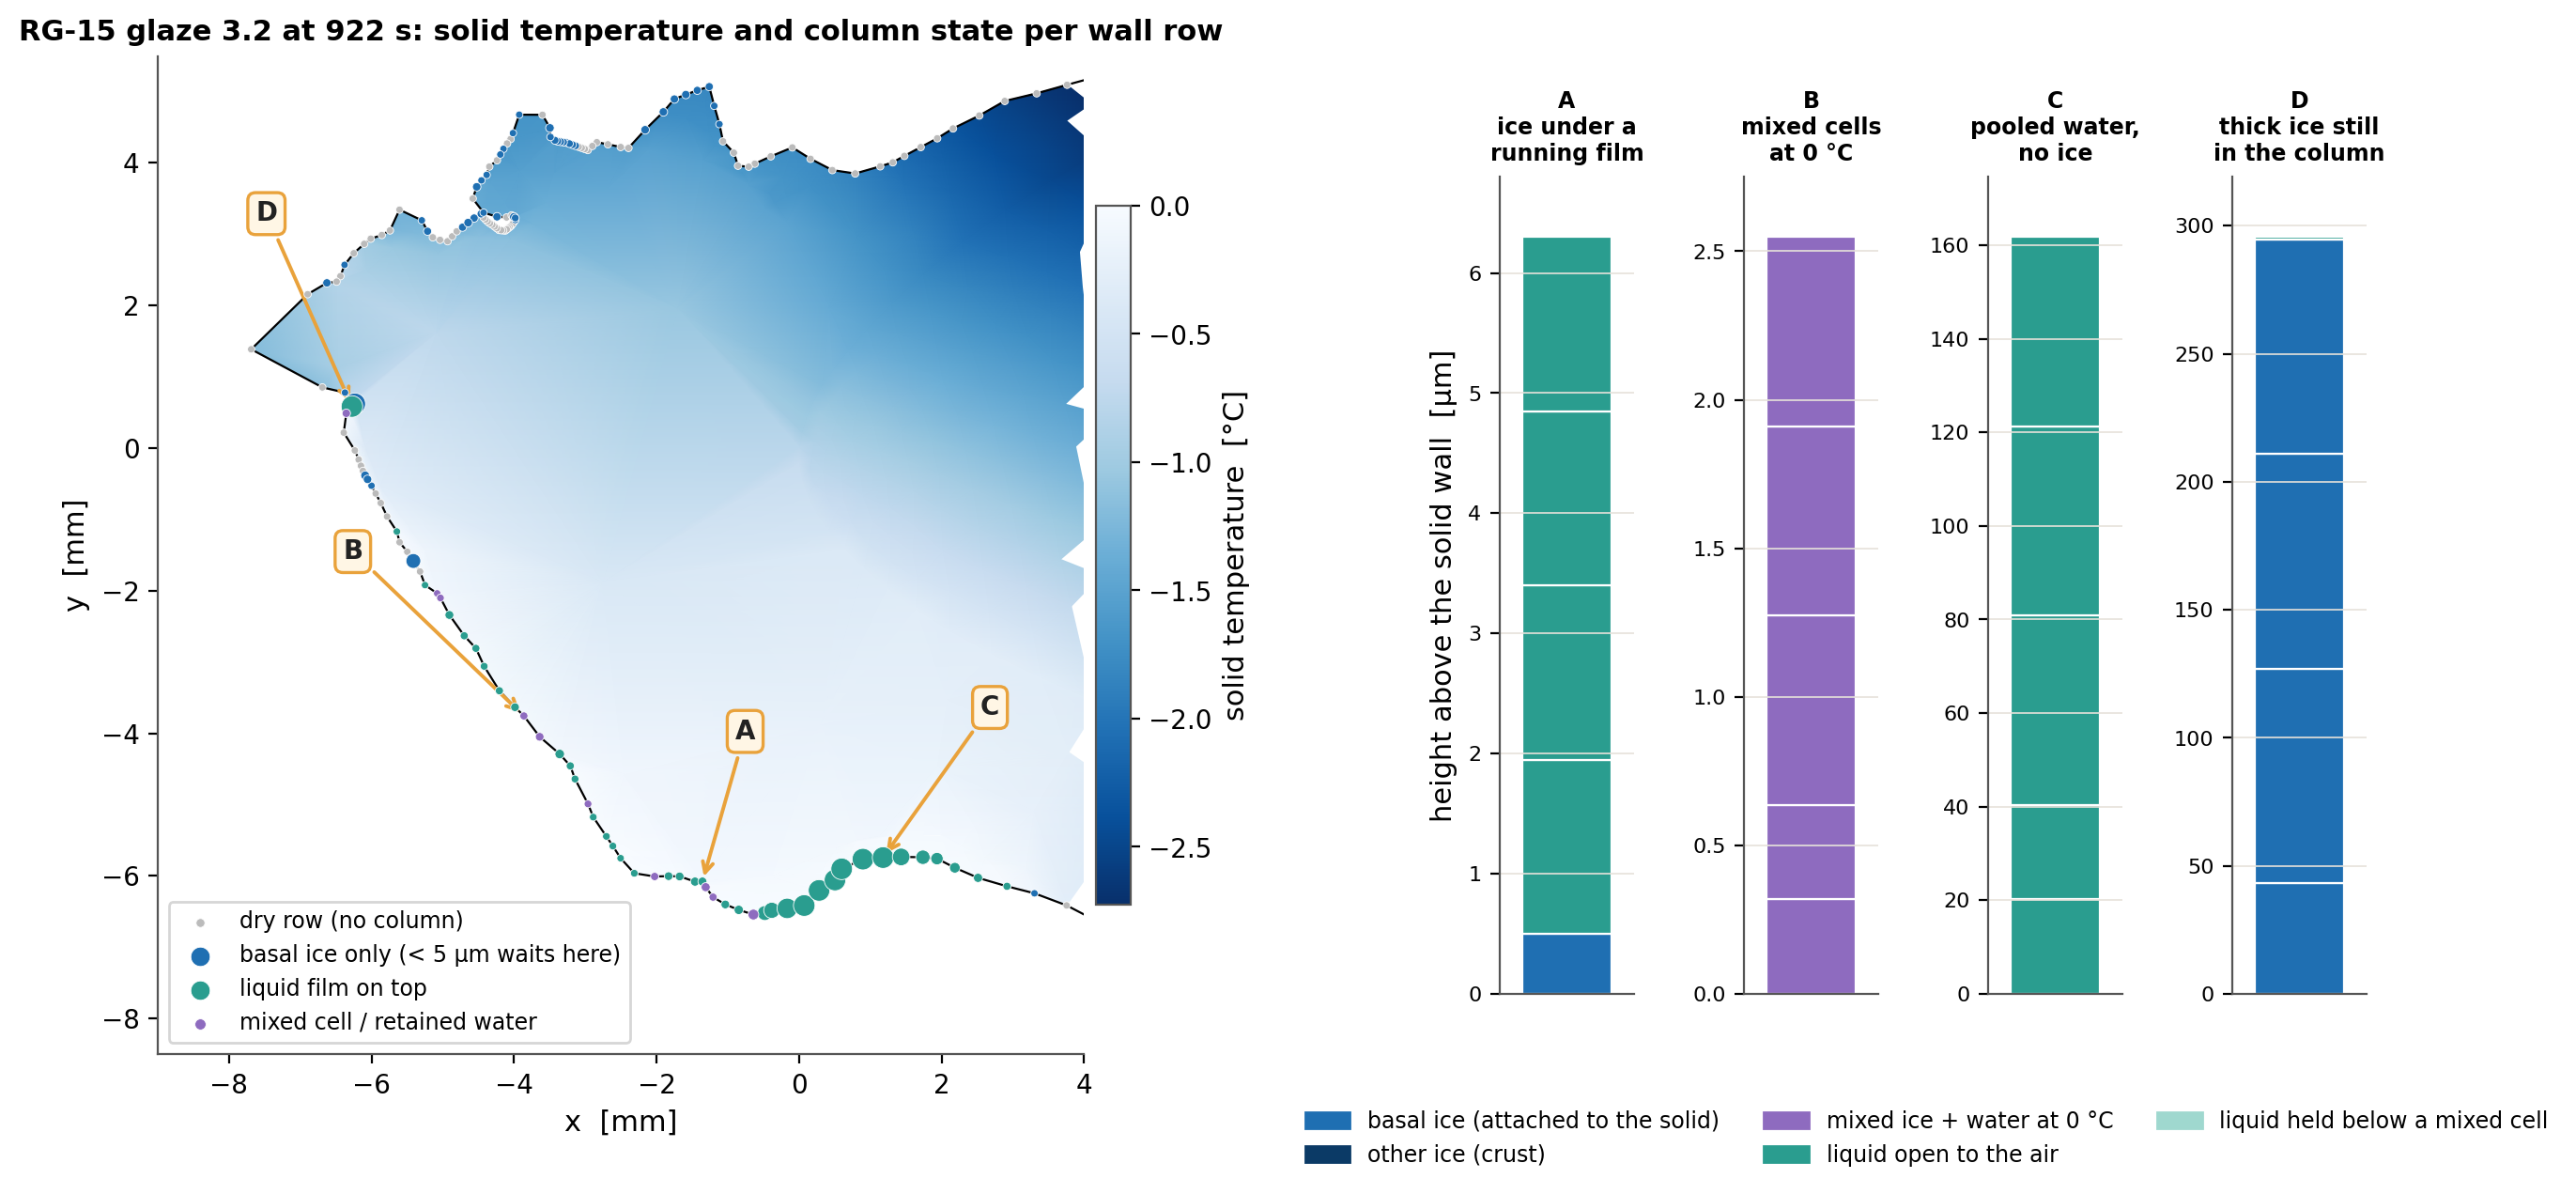 RG-15 glaze 3.2 at 922 s: solid temperature and column state per wall row
y [mm]
4
2
0
−2
−4
−6
−8
D
B
A
C
dry row (no column)
basal ice only (< 5 µm waits here)
liquid film on top
mixed cell / retained water
−8
−6
−4
−2
0
2
4
x [mm]
0.0
−0.5
−1.0
−1.5
−2.0
−2.5
solid temperature [°C]
A
ice under a
running film
height above the solid wall [µm]
6
5
4
3
2
1
0
B
mixed cells
at 0 °C
2.5
2.0
1.5
1.0
0.5
0.0
C
pooled water,
no ice
160
140
120
100
80
60
40
20
0
D
thick ice still
in the column
300
250
200
150
100
50
0
basal ice (attached to the solid)
other ice (crust)
mixed ice + water at 0 °C
liquid open to the air
liquid held below a mixed cell